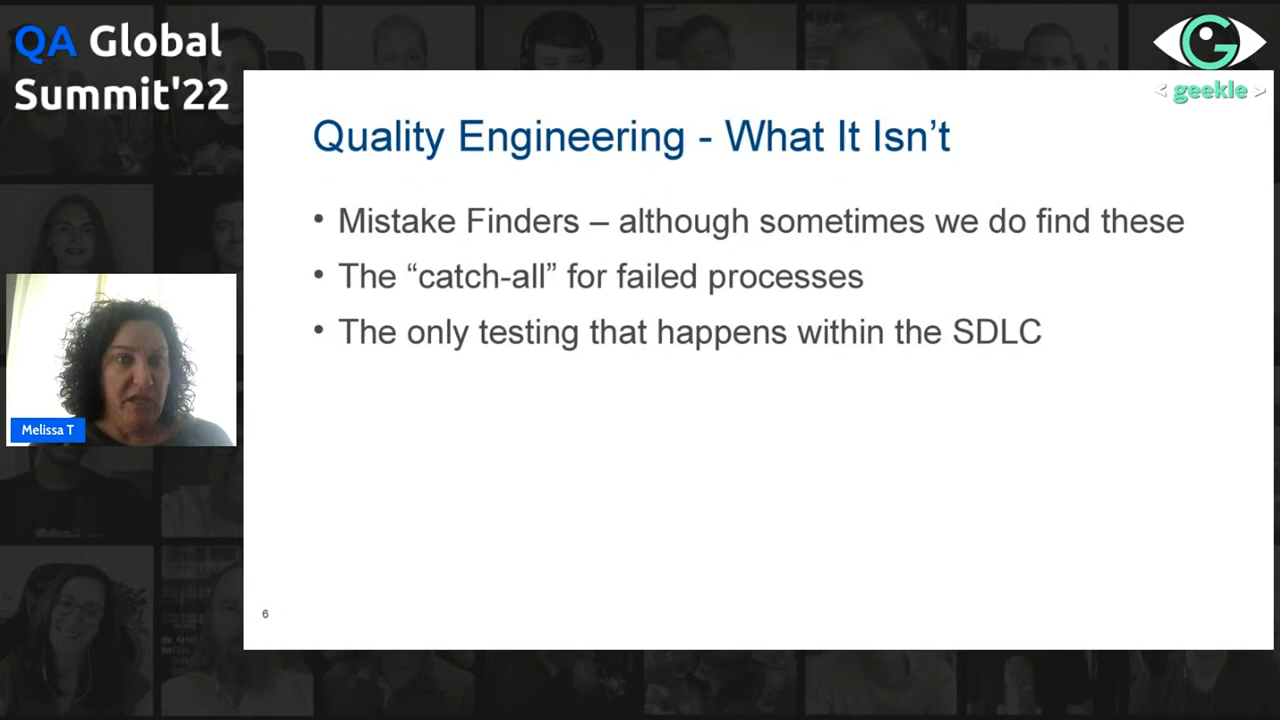 QA Global
Summit'22
G
< geekle >
Quality Engineering - What It Isn’t
• Mistake Finders – although sometimes we do find these
• The “catch-all” for failed processes
• The only testing that happens within the SDLC
Melissa T
6